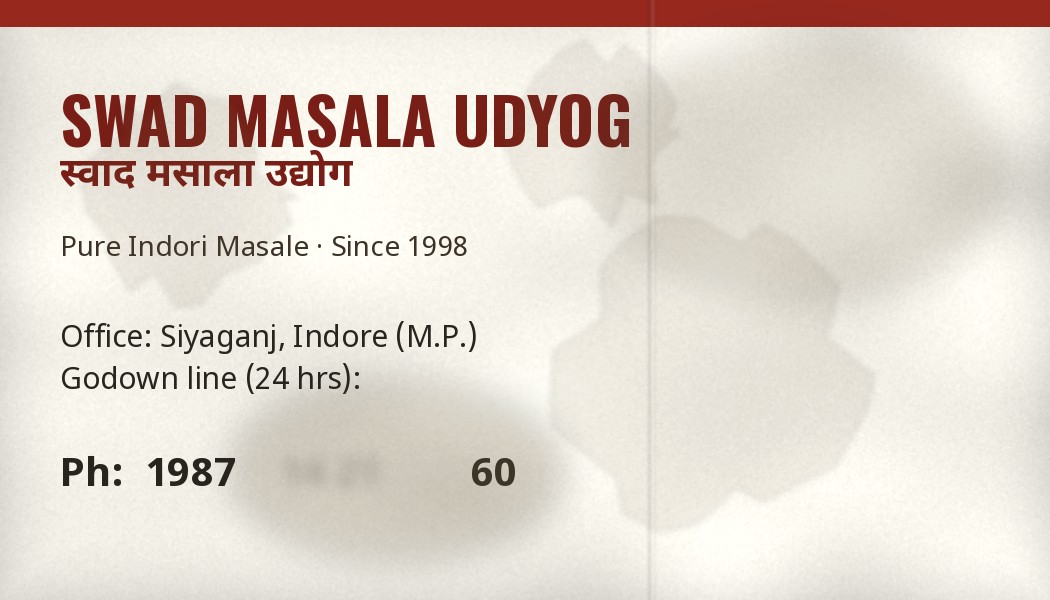 SWAD MASALA UDYOG
स्वाद मसाला उद्योग
Pure Indori Masale · Since 1998
Office: Siyaganj, Indore (M.P.)
Godown line (24 hrs):
Ph: 1987 60